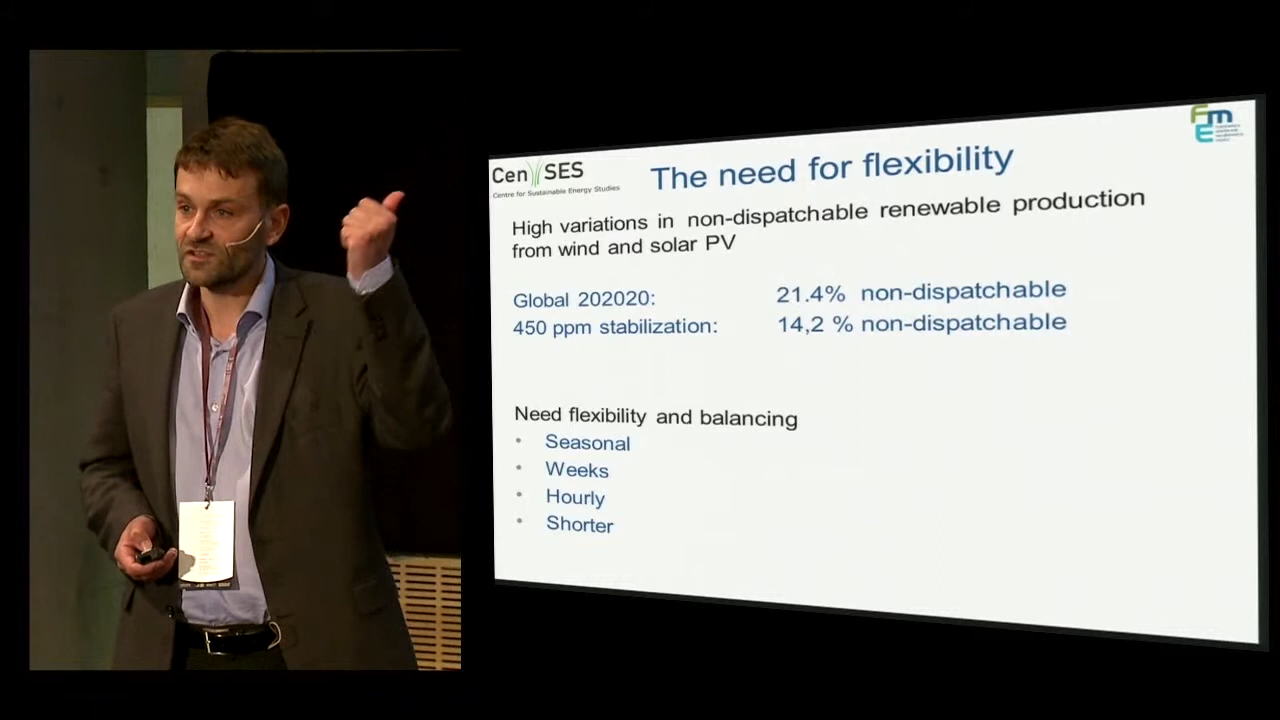 CenSES
Centre for Sustainable Energy Studies
FmE
The need for flexibility
High variations in non-dispatchable renewable production
from wind and solar PV
Global 202020: 21.4% non-dispatchable
450 ppm stabilization: 14,2 % non-dispatchable
Need flexibility and balancing
• Seasonal
• Weeks
• Hourly
• Shorter